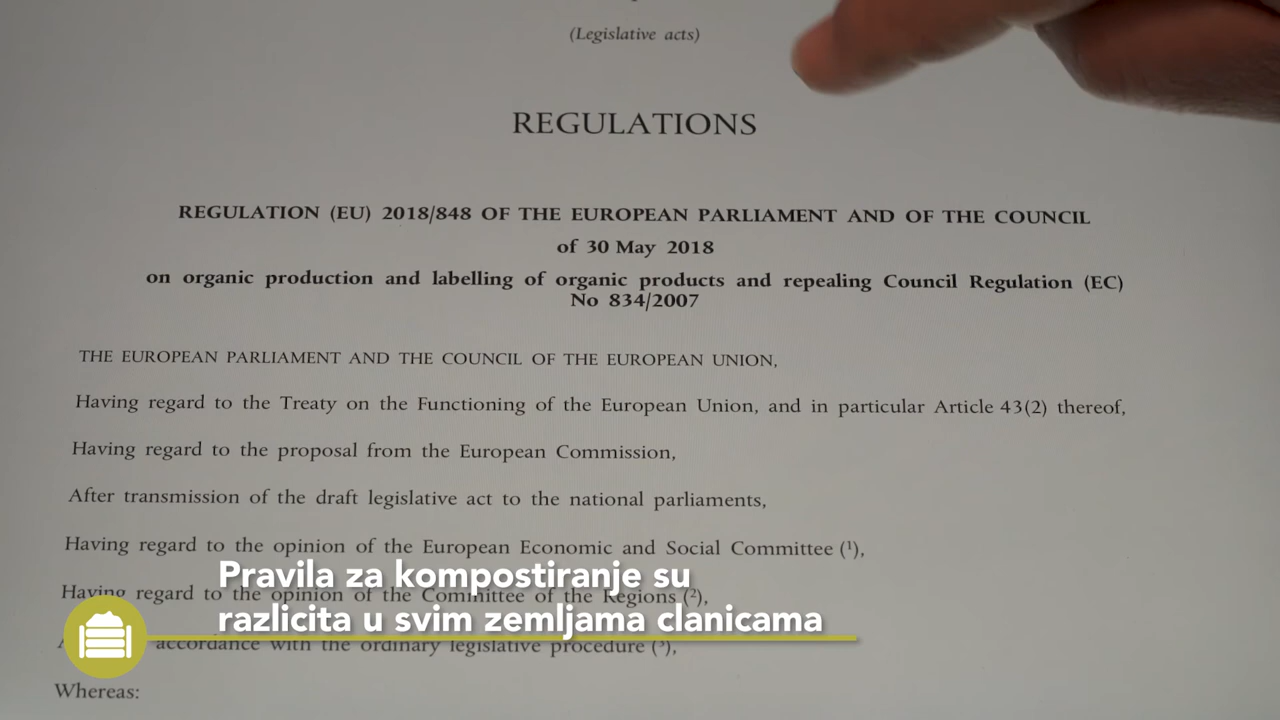 (Legislative acts)
REGULATIONS
REGULATION (EU) 2018/848 OF THE EUROPEAN PARLIAMENT AND OF THE COUNCIL
of 30 May 2018
on organic production and labelling of organic products and repealing Council Regulation (EC)
No 834/2007
THE EUROPEAN PARLIAMENT AND THE COUNCIL OF THE EUROPEAN UNION,
Having regard to the Treaty on the Functioning of the European Union, and in particular Article 43(2) thereof,
Having regard to the proposal from the European Commission,
After transmission of the draft legislative act to the national parliaments,
Having regard to the opinion of the European Economic and Social Committee (¹),
Pravila za kompostiranje su
Having regard to the opinion of the Committee of the Regions (²),
razlicita u svim zemljama clanicama
accordance with the ordinary legislative procedure (³),
Whereas: